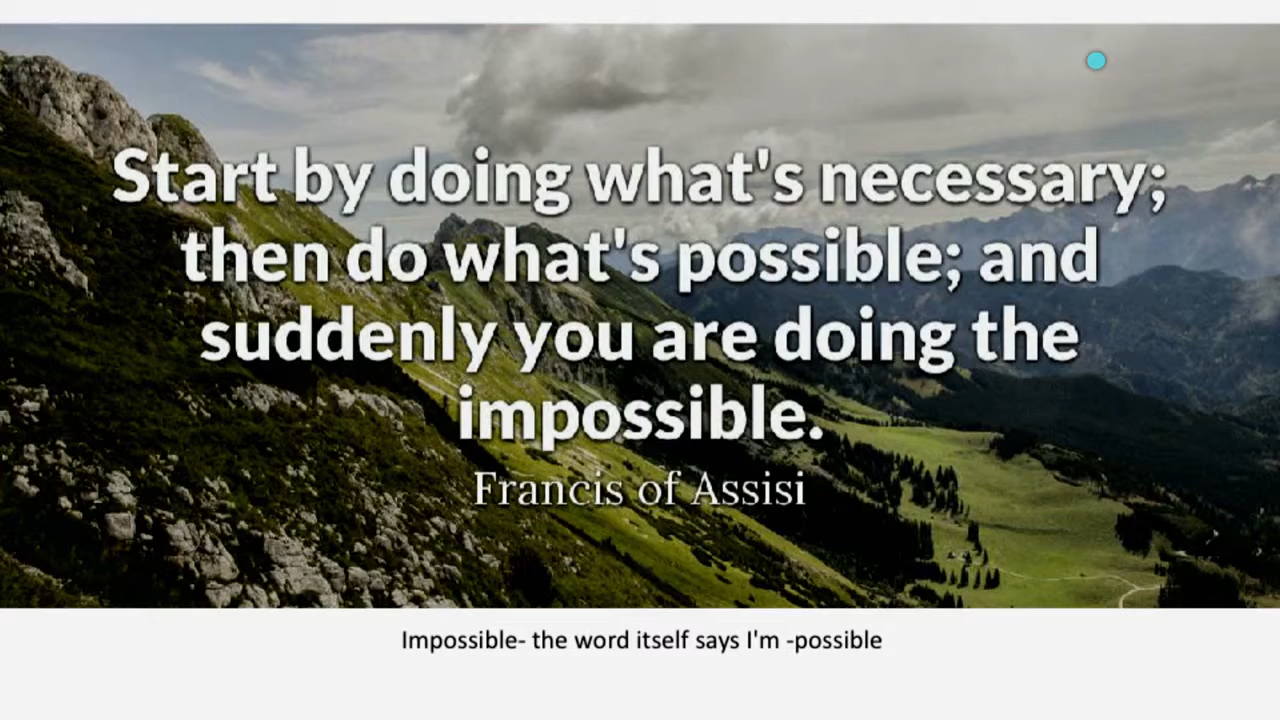 Start by doing what's necessary;
then do what's possible; and
suddenly you are doing the
impossible.
Francis of Assisi
Impossible- the word itself says I'm -possible